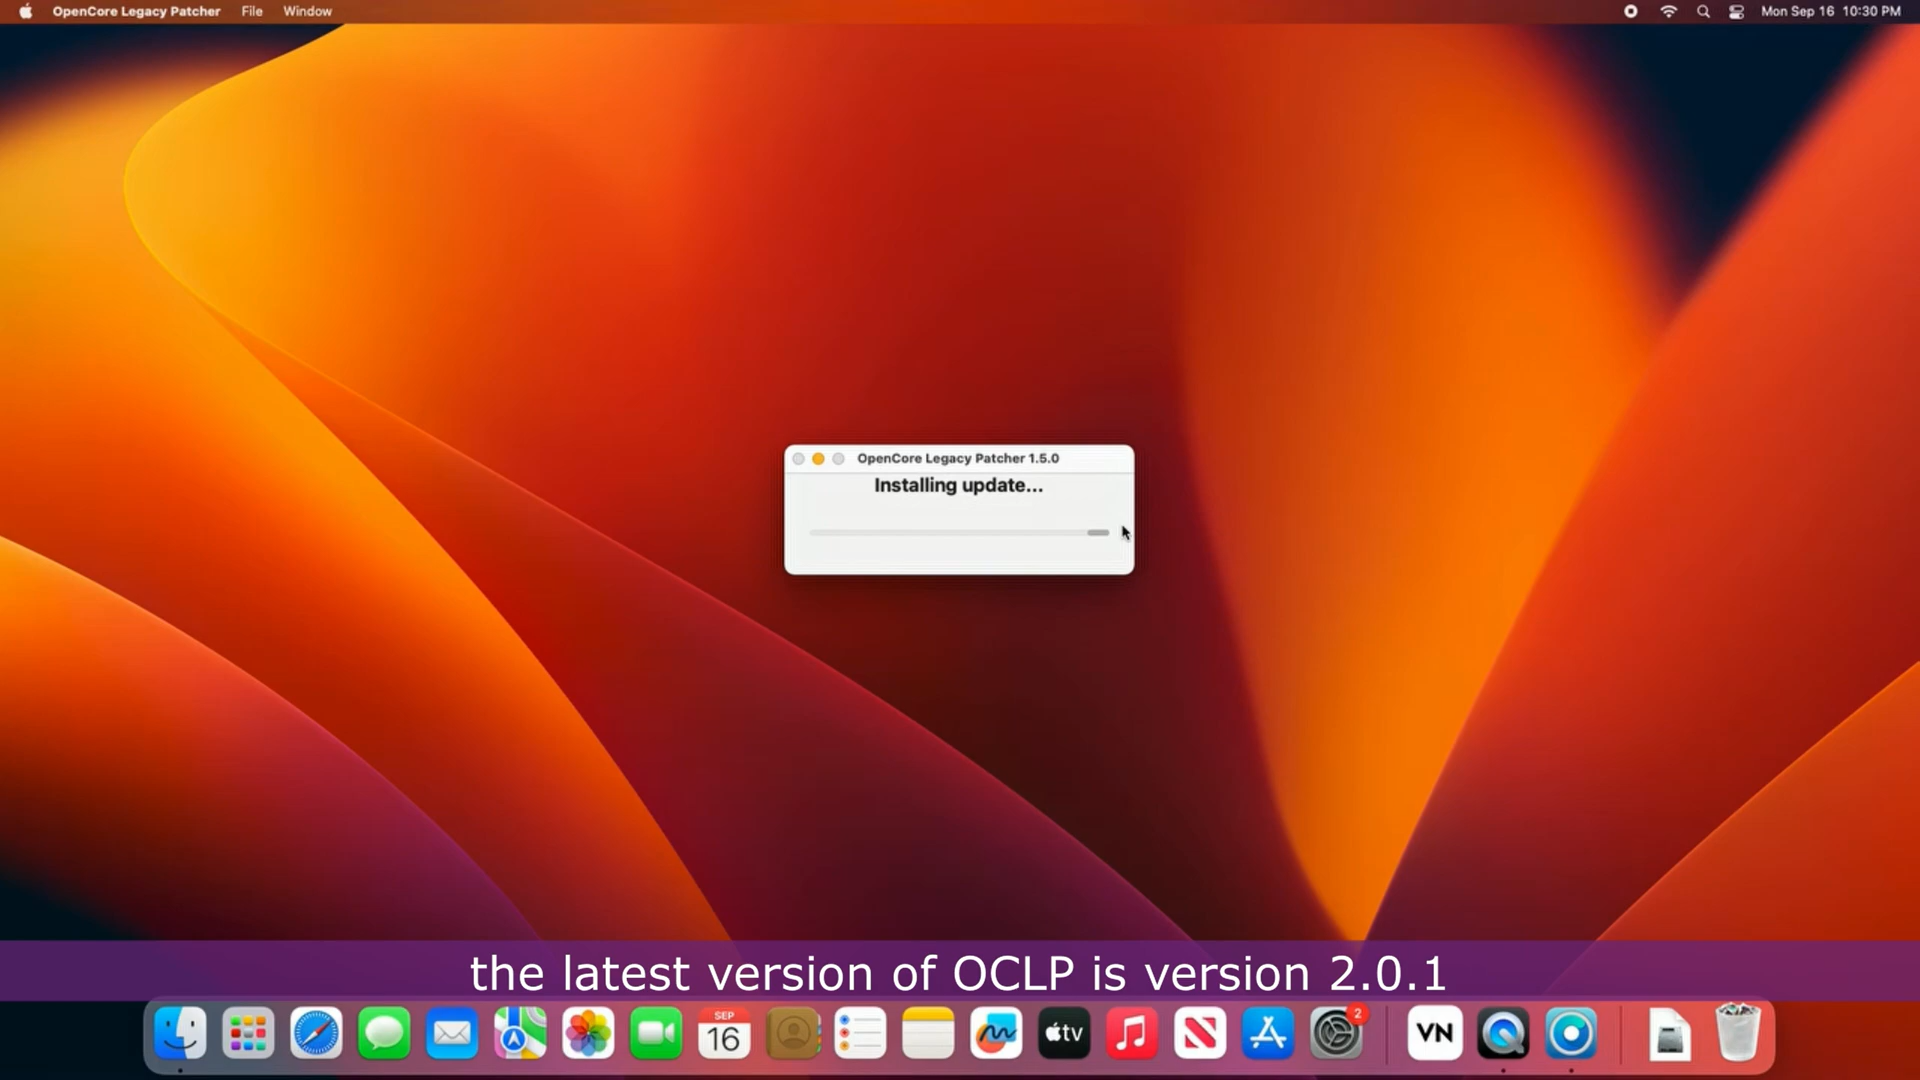 OpenCore Legacy Patcher File Window Mon Sep 16 10:30 PM
OpenCore Legacy Patcher 1.5.0
Installing update...
the latest version of OCLP is version 2.0.1
SEP
16
tv
2
VN